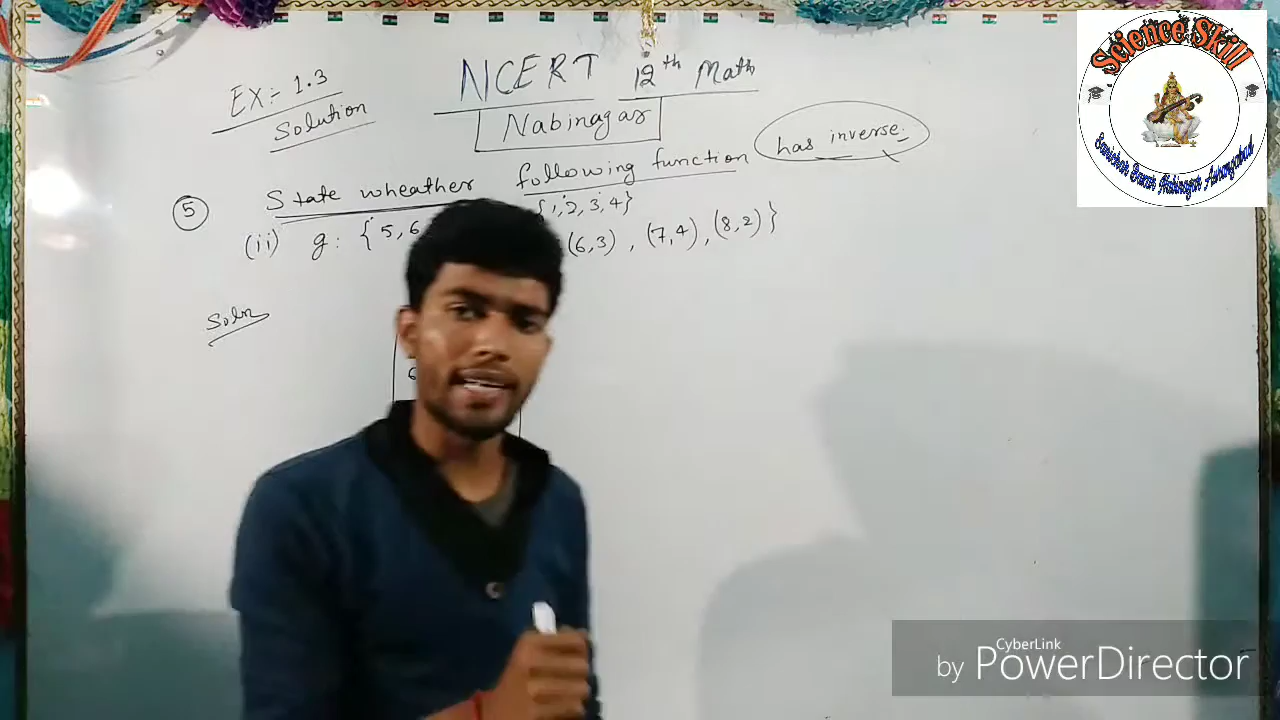 EX:- 1.3
Solution
NCERT 12th Math
Nabinagar
5 State wheather following function has inverse.
(ii) g: {5, 6 {1, 2, 3, 4}
(6,3), (7,4), (8,2)}
Soln
6
Science Skill
by CyberLink PowerDirector